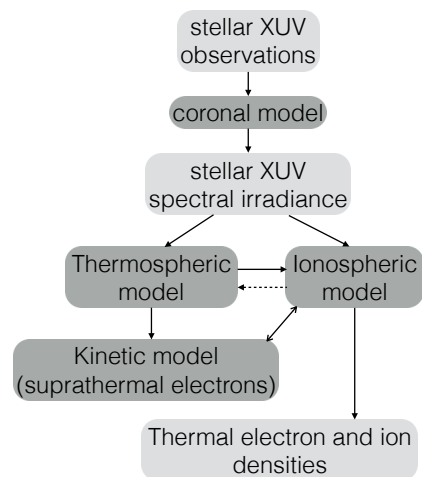 stellar XUV
observations
coronal model
stellar XUV
spectral irradiance
Thermospheric
model
Ionospheric
model
Kinetic model
(suprathermal electrons)
Thermal electron and ion
densities